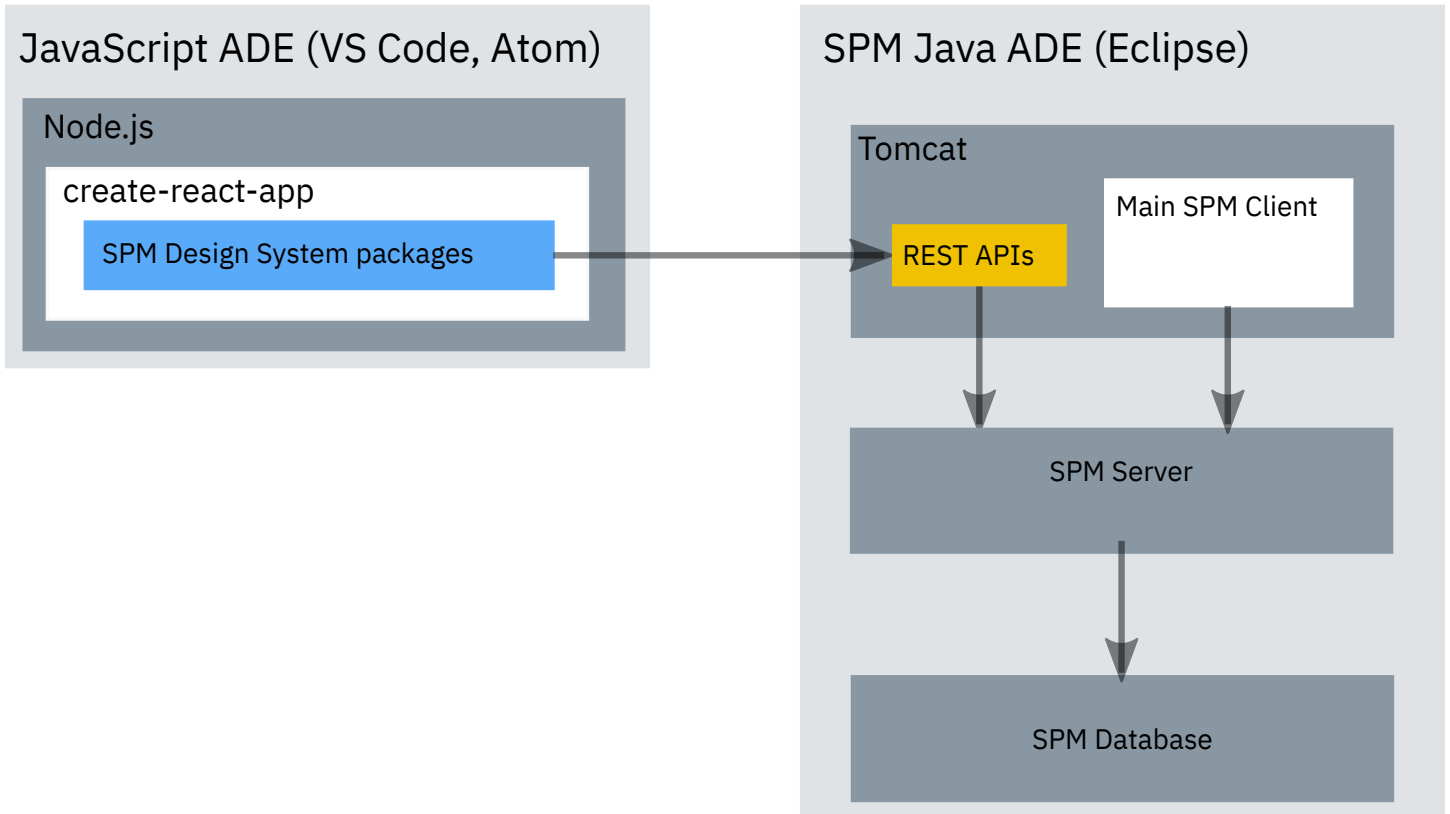 JavaScript ADE (VS Code, Atom)
Node.js
create-react-app
SPM Design System packages
SPM Java ADE (Eclipse)
Tomcat
Main SPM Client
REST APIs
SPM Server
SPM Database